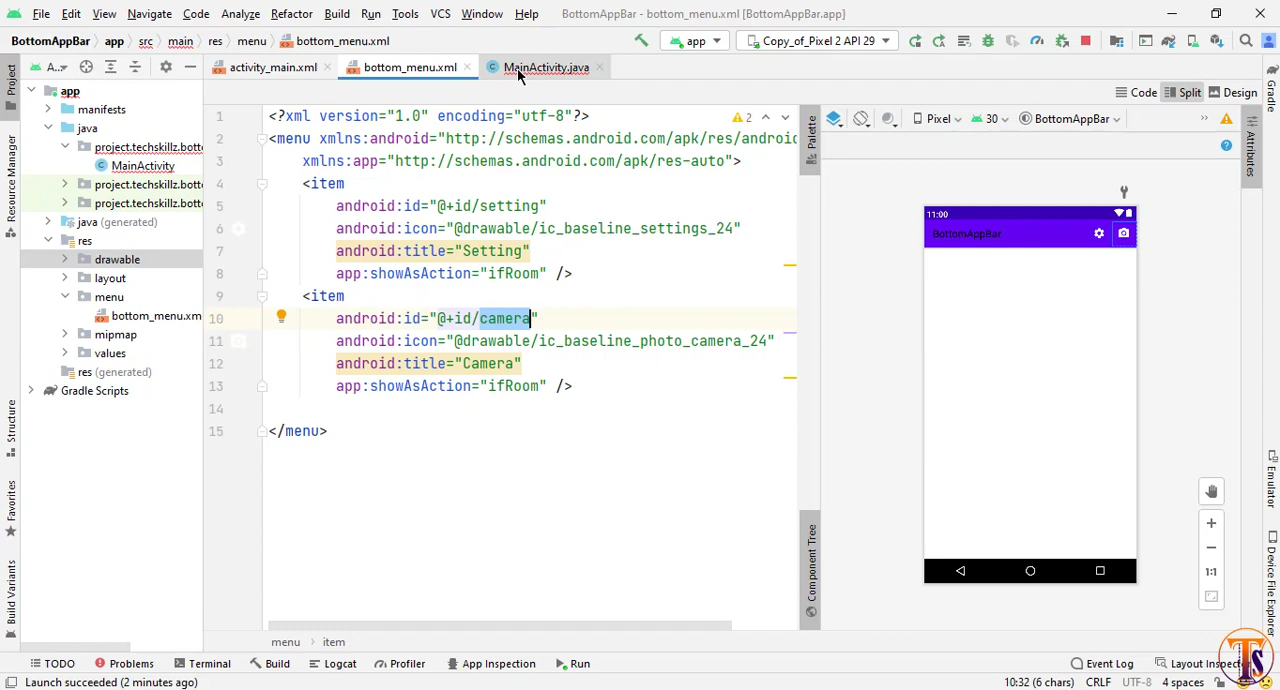 File Edit View Navigate Code Analyze Refactor Build Run Tools VCS Window Help BottomAppBar - bottom_menu.xml [BottomAppBar.app]
BottomAppBar app src main res menu bottom_menu.xml app Copy_of_Pixel 2 API 29
Project A... activity_main.xml bottom_menu.xml MainActivity.java Gradle
Code Split Design
app
manifests
java
project.techskillz.bott
MainActivity
project.techskillz.bott
project.techskillz.bott
java (generated)
res
drawable
layout
menu
bottom_menu.xm
mipmap
values
res (generated)
Gradle Scripts
Resource Manager
Structure
Favorites
Build Variants
1 <?xml version="1.0" encoding="utf-8"?> 2
2 <menu xmlns:android="http://schemas.android.com/apk/res/androic
3 xmlns:app="http://schemas.android.com/apk/res-auto">
4 <item
5 android:id="@+id/setting"
6 android:icon="@drawable/ic_baseline_settings_24"
7 android:title="Setting"
8 app:showAsAction="ifRoom" />
9 <item
10 android:id="@+id/camera"
11 android:icon="@drawable/ic_baseline_photo_camera_24"
12 android:title="Camera"
13 app:showAsAction="ifRoom" />
14
15 </menu>
menu item
Palette
Component Tree
Pixel 30 BottomAppBar
11:00
BottomAppBar
1:1
Attributes
Emulator
Device File Explorer
TODO Problems Terminal Build Logcat Profiler App Inspection Run Event Log Layout Inspec
Launch succeeded (2 minutes ago) 10:32 (6 chars) CRLF UTF-8 4 spaces
TS